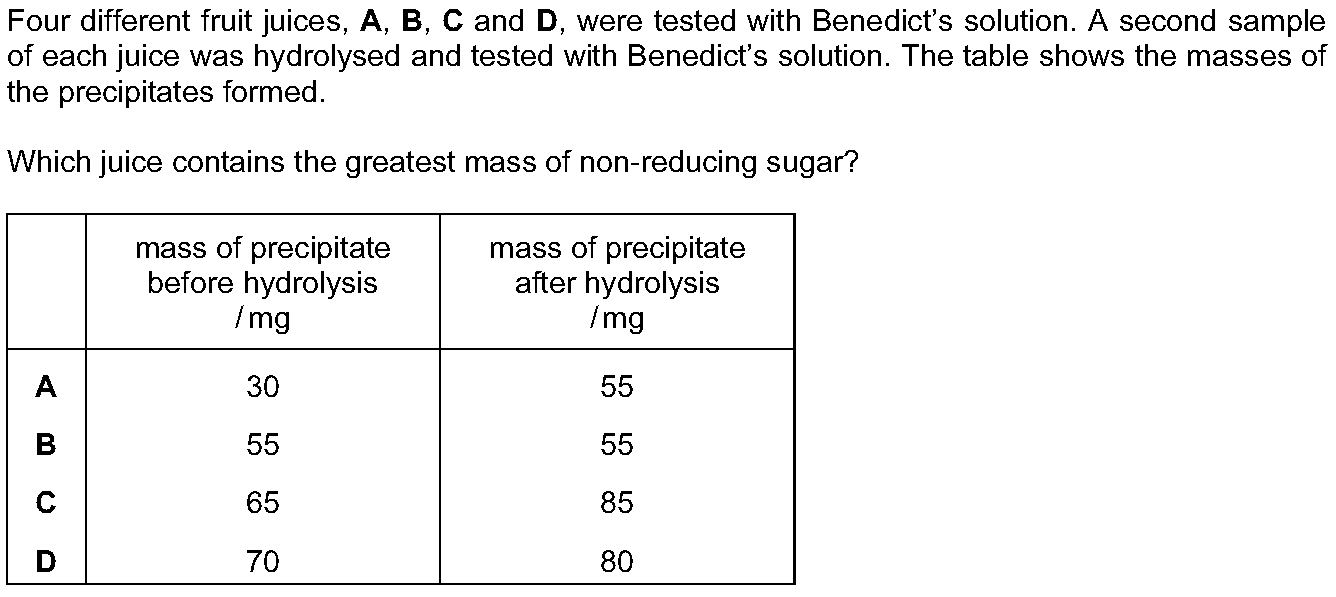 Four different fruit juices, A, B, C and D, were tested with Benedict’s solution. A second sample
of each juice was hydrolysed and tested with Benedict’s solution. The table shows the masses of
the precipitates formed.
Which juice contains the greatest mass of non-reducing sugar?
mass of precipitate before hydrolysis / mg
mass of precipitate after hydrolysis / mg
A 30 55
B 55 55
C 65 85
D 70 80